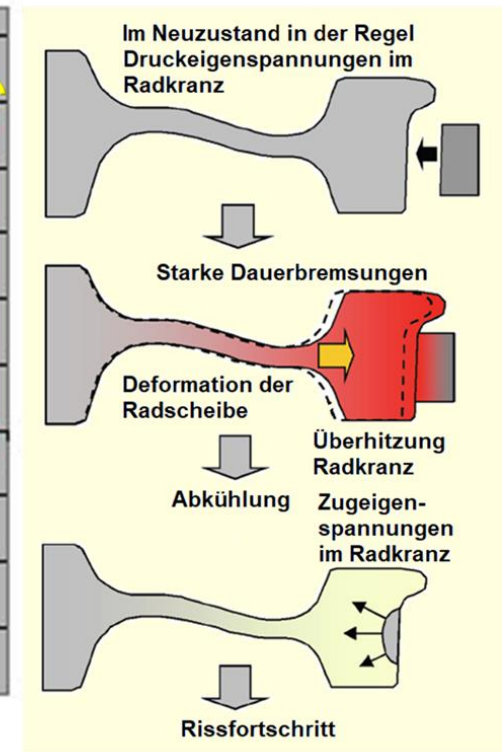 Im Neuzustand in der Regel
Druckeigenspannungen im
Radkranz
Starke Dauerbremsungen
Deformation der
Radscheibe
Überhitzung
Radkranz
Abkühlung
Zugeigen-
spannungen
im Radkranz
Rissfortschritt